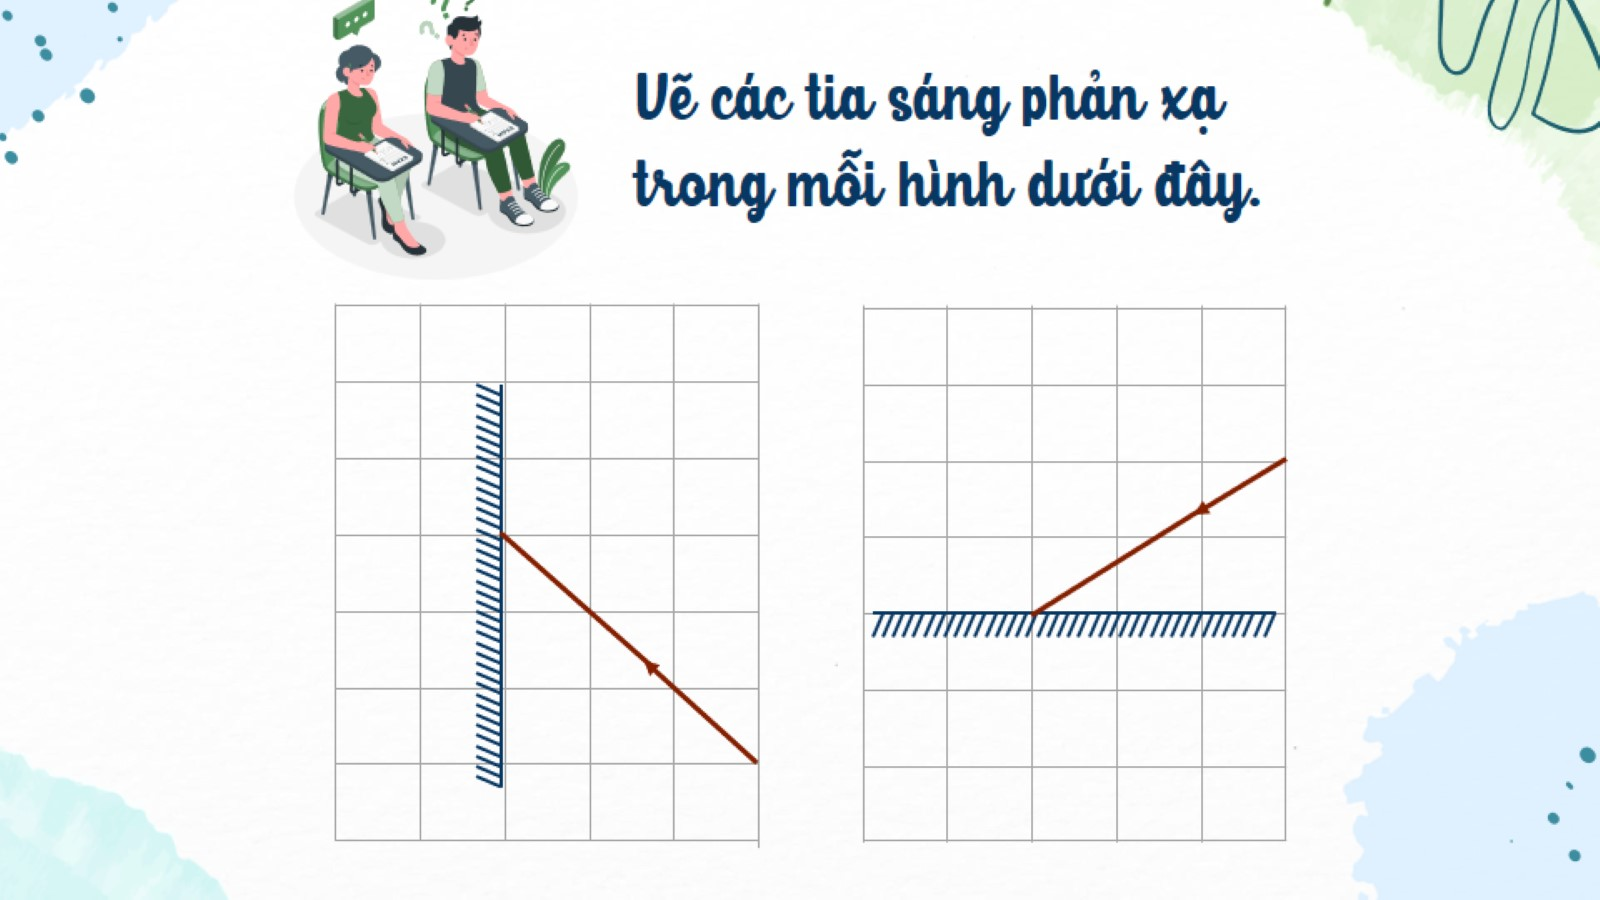 Vẽ các tia sáng phản xạ
trong mỗi hình dưới đây.